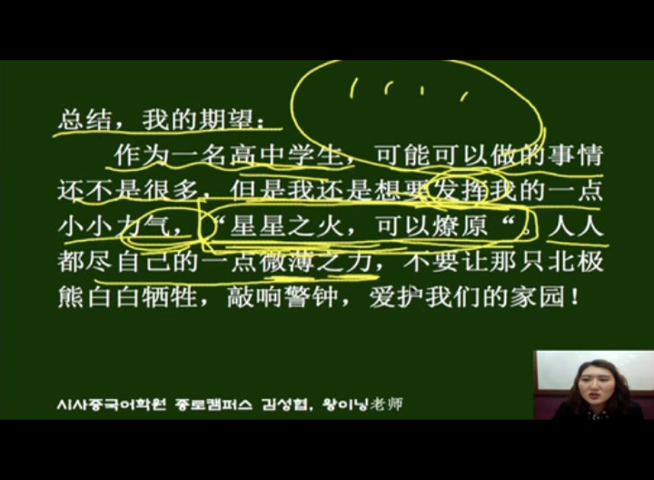 总结，我的期望：
作为一名高中学生，可能可以做的事情
还不是很多，但是我还是想要发挥我的一点
小小力气，“星星之火，可以燎原“。人人
都尽自己的一点微薄之力，不要让那只北极
熊白白牺牲，敲响警钟，爱护我们的家园！
시사중국어학원 종로캠퍼스 김성협, 왕이닝老师